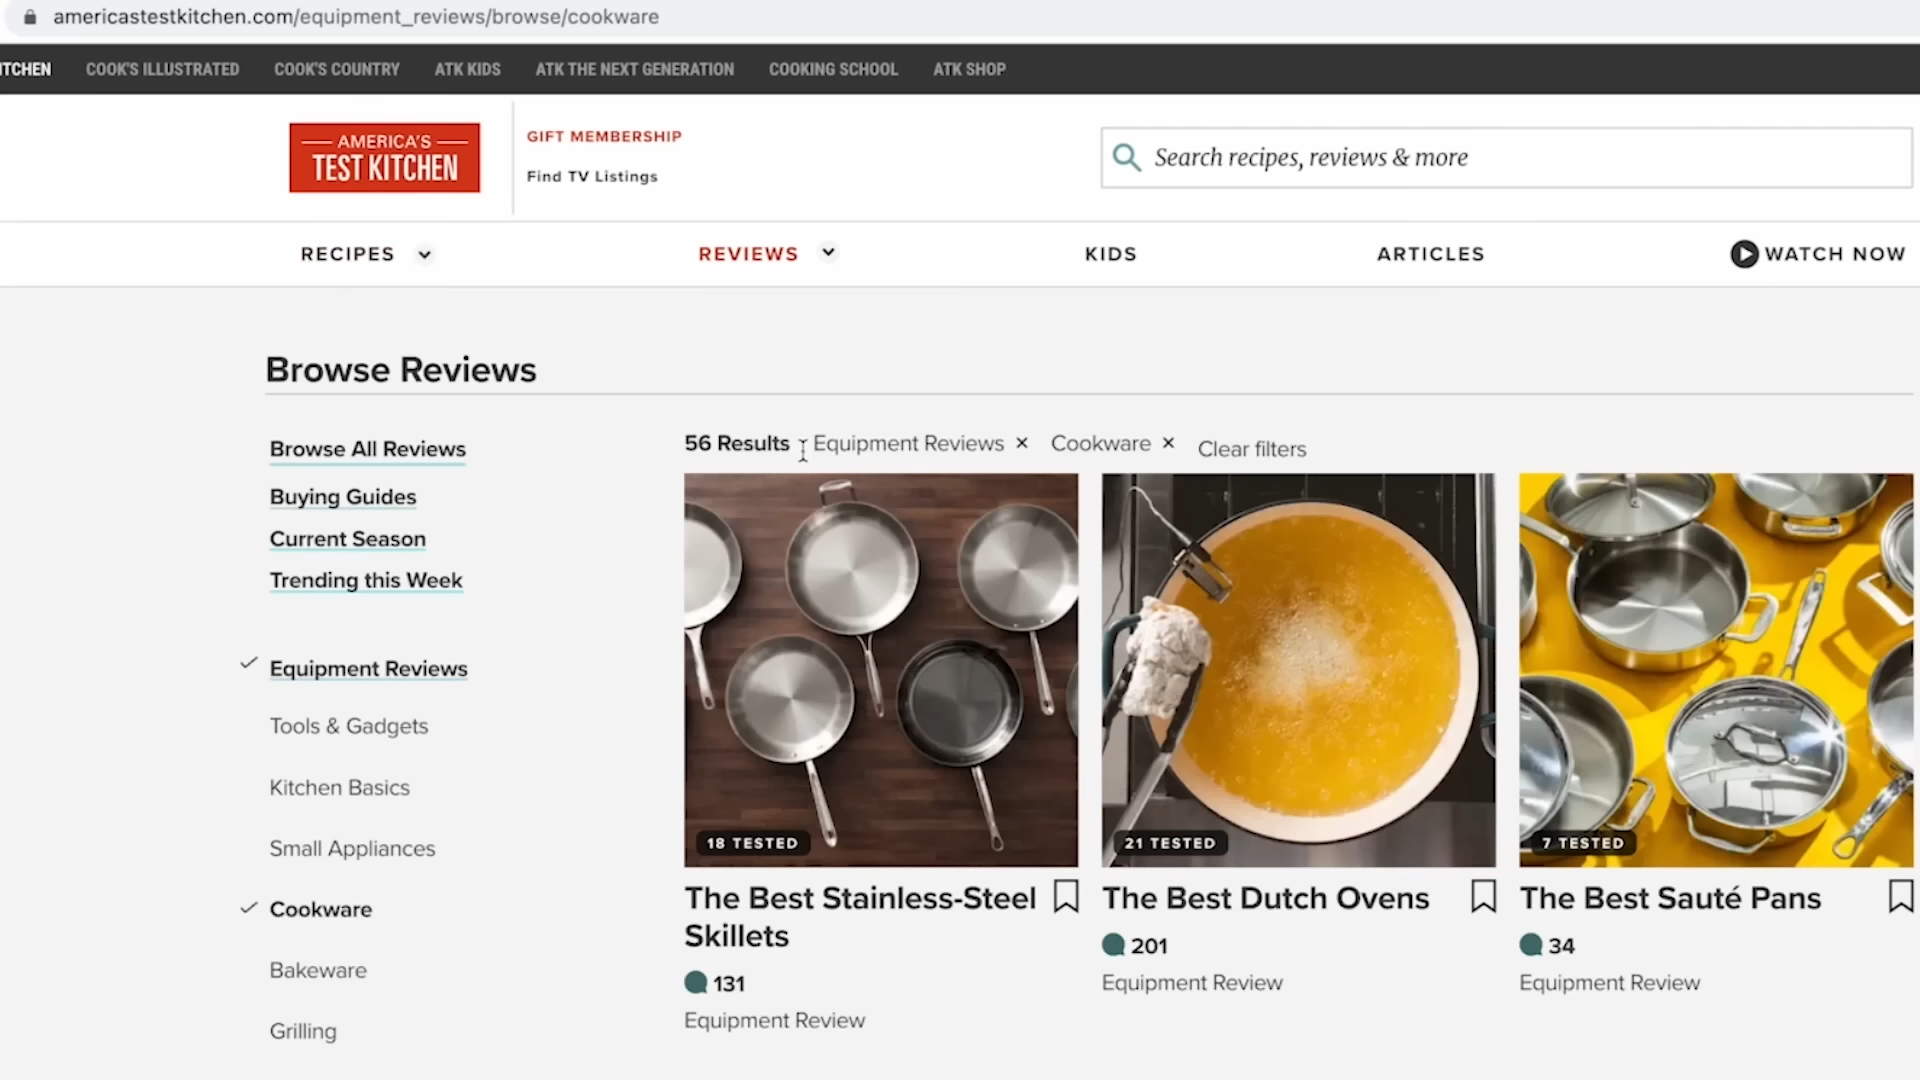 americastestkitchen.com/equipment_reviews/browse/cookware
ITCHEN COOK'S ILLUSTRATED COOK'S COUNTRY ATK KIDS ATK THE NEXT GENERATION COOKING SCHOOL ATK SHOP
AMERICA'S
TEST KITCHEN
GIFT MEMBERSHIP
Find TV Listings
Search recipes, reviews & more
RECIPES REVIEWS KIDS ARTICLES WATCH NOW
Browse Reviews
Browse All Reviews
Buying Guides
Current Season
Trending this Week
Equipment Reviews
Tools & Gadgets
Kitchen Basics
Small Appliances
Cookware
Bakeware
Grilling
56 Results Equipment Reviews × Cookware × Clear filters
18 TESTED
The Best Stainless-Steel
Skillets
131
Equipment Review
21 TESTED
The Best Dutch Ovens
201
Equipment Review
7 TESTED
The Best Sauté Pans
34
Equipment Review